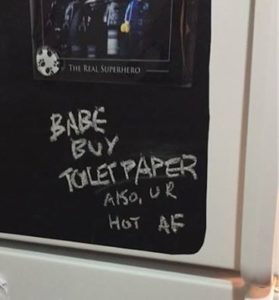 THE REAL SUPERHERO
BABE
BUY
TOILET PAPER
ALSO, UR
HOT AF